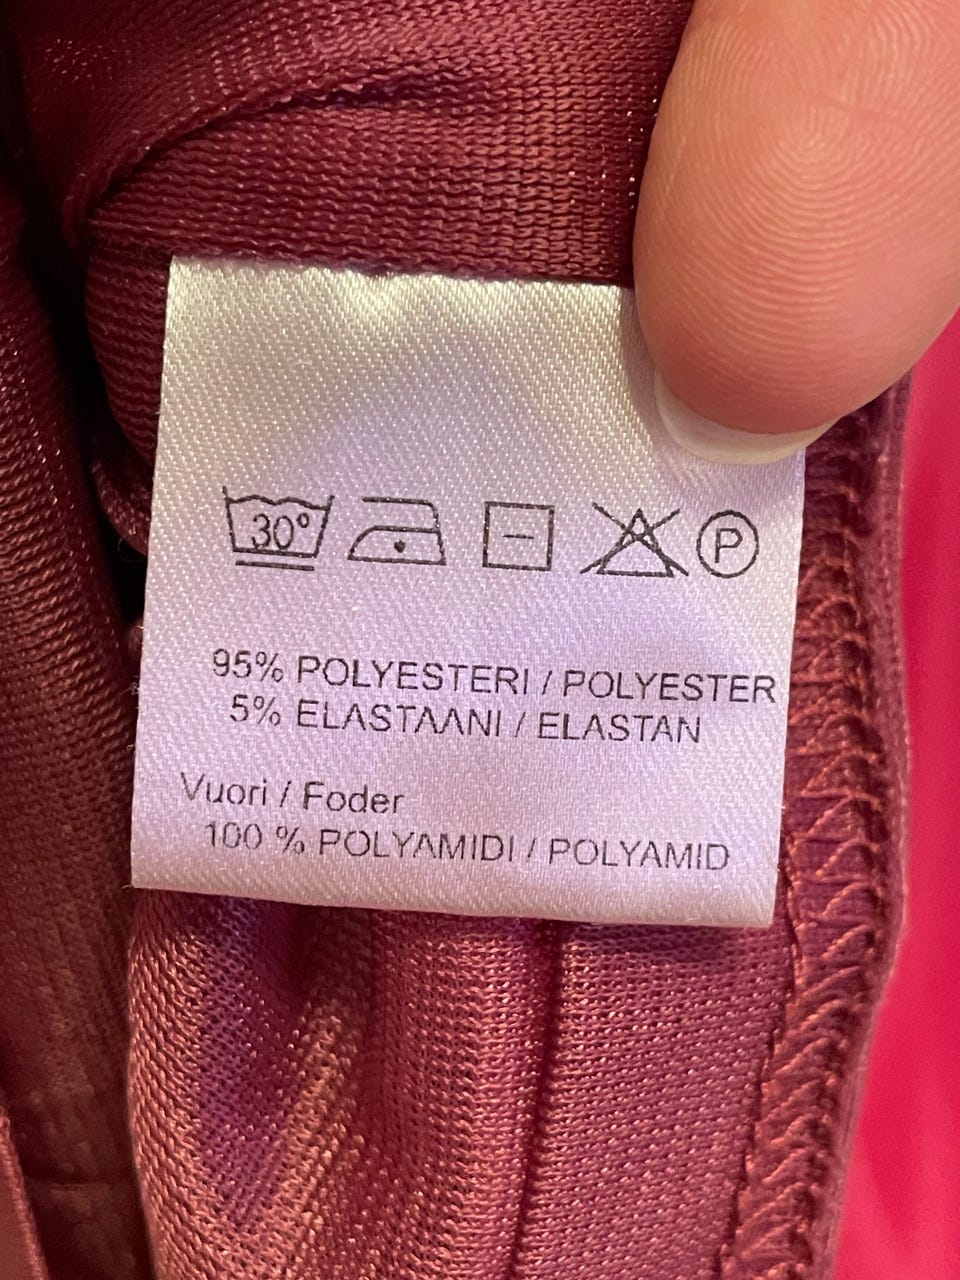 30°
P
95% POLYESTERI / POLYESTER
5% ELASTAANI / ELASTAN
Vuori / Foder
100 % POLYAMIDI / POLYAMID